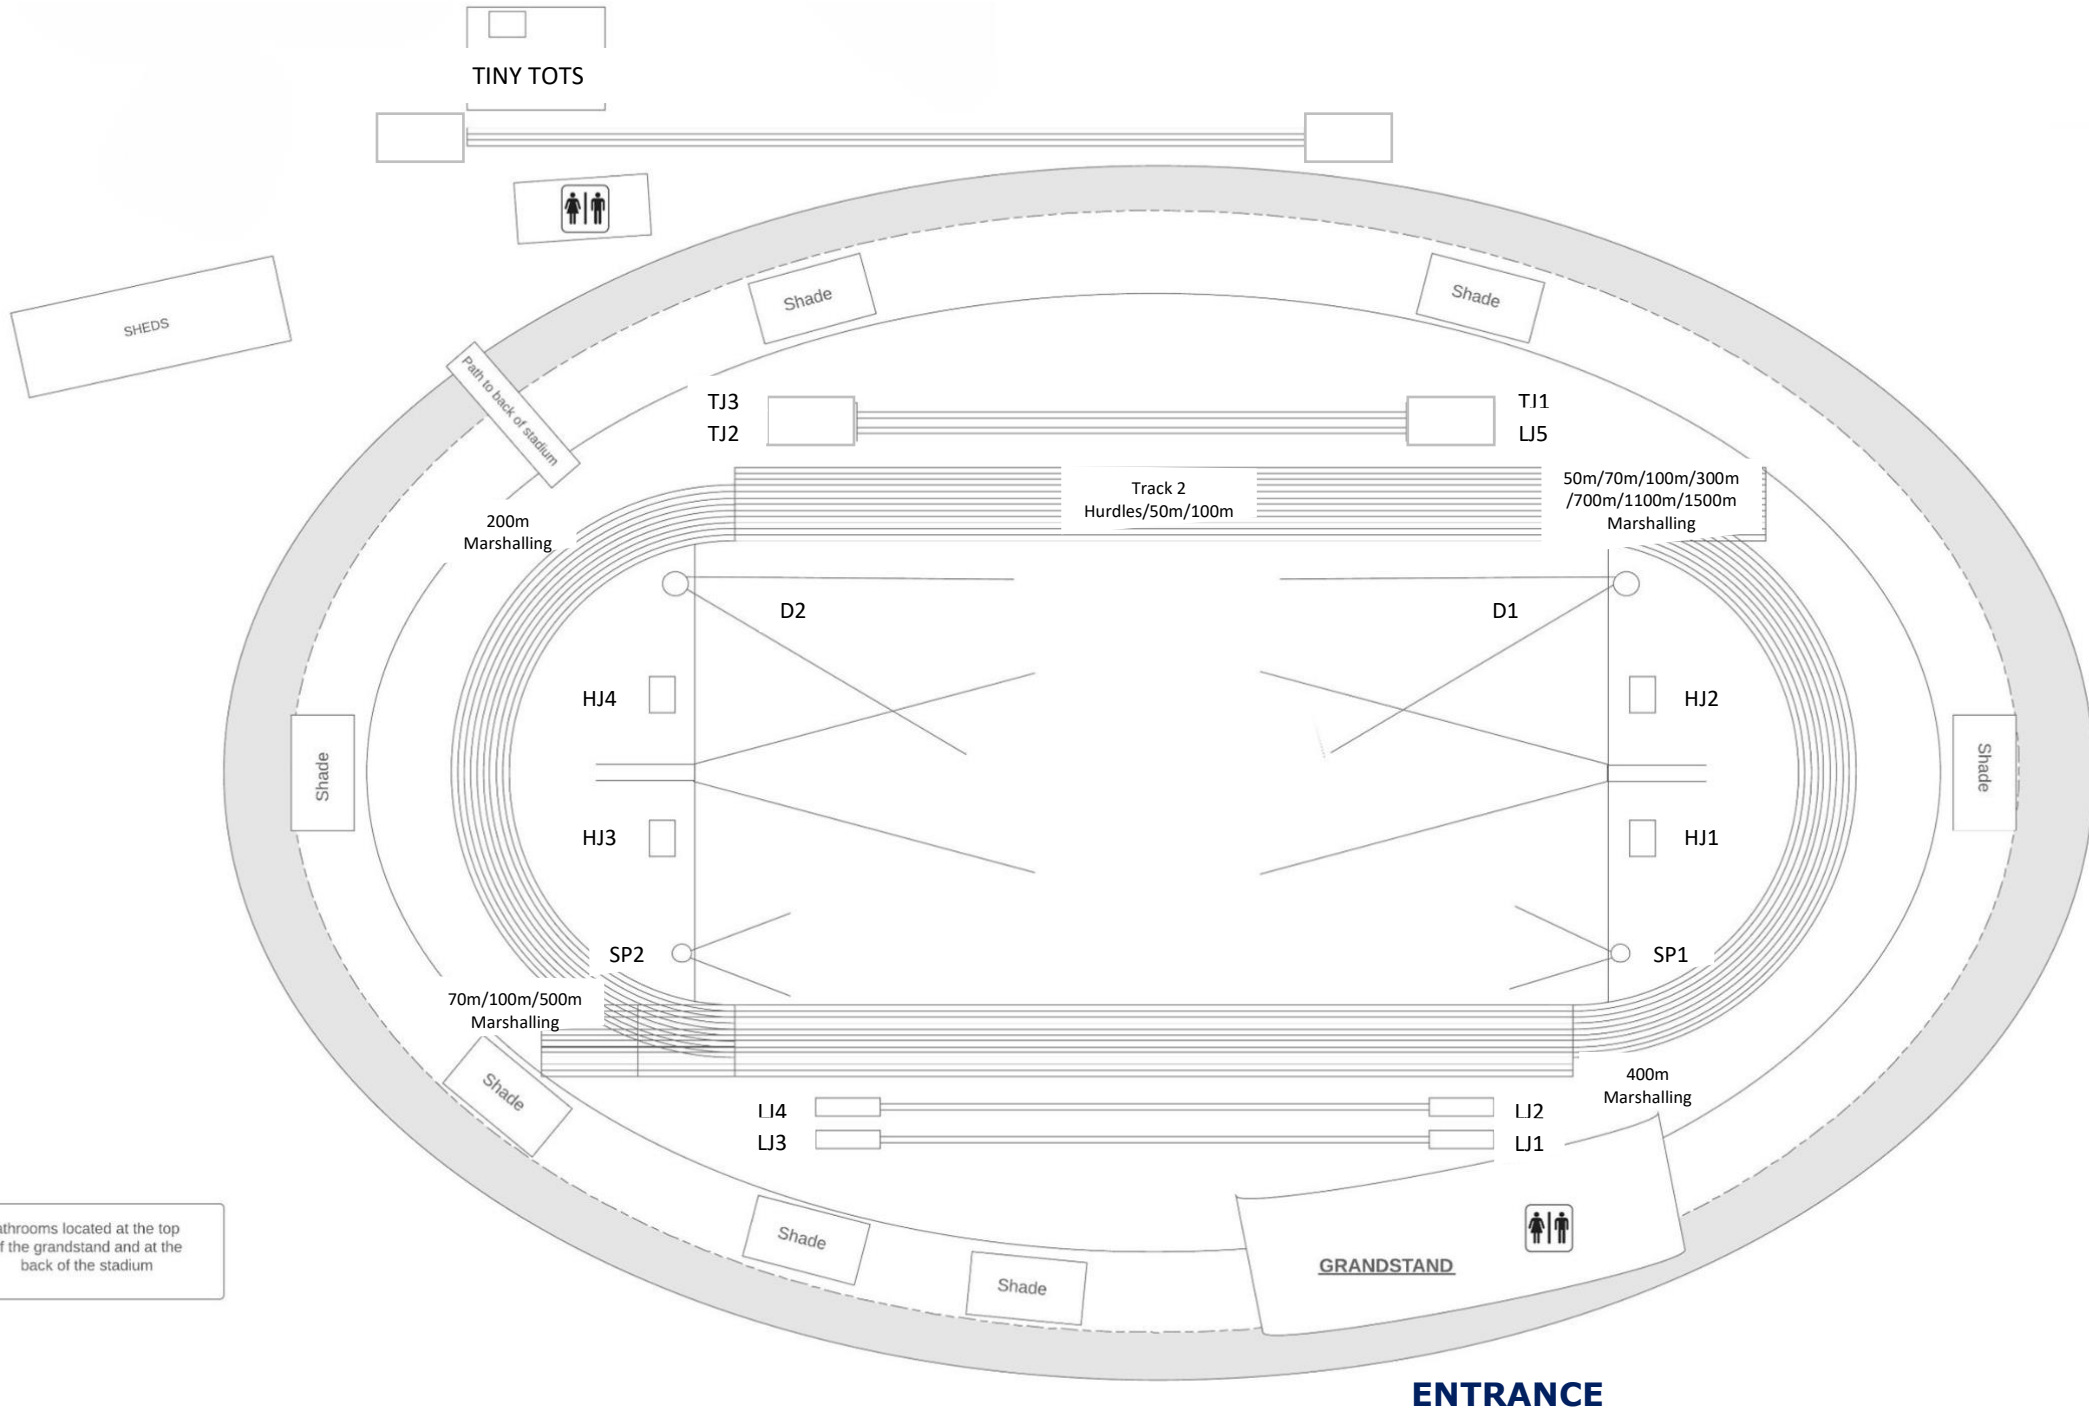 TINY TOTS
SHEDS
Shade
Shade
Path to back of stadium
TJ3
TJ2
TJ1
LJ5
Track 2
Hurdles/50m/100m
50m/70m/100m/300m
/700m/1100m/1500m
Marshalling
200m
Marshalling
D2
D1
HJ4
HJ2
Shade
Shade
HJ3
HJ1
SP2
SP1
70m/100m/500m
Marshalling
Shade
400m
Marshalling
LJ4
LJ2
LJ3
LJ1
located at the top
the grandstand and at the
back of the stadium
Shade
Shade
GRANDSTAND
ENTRANCE